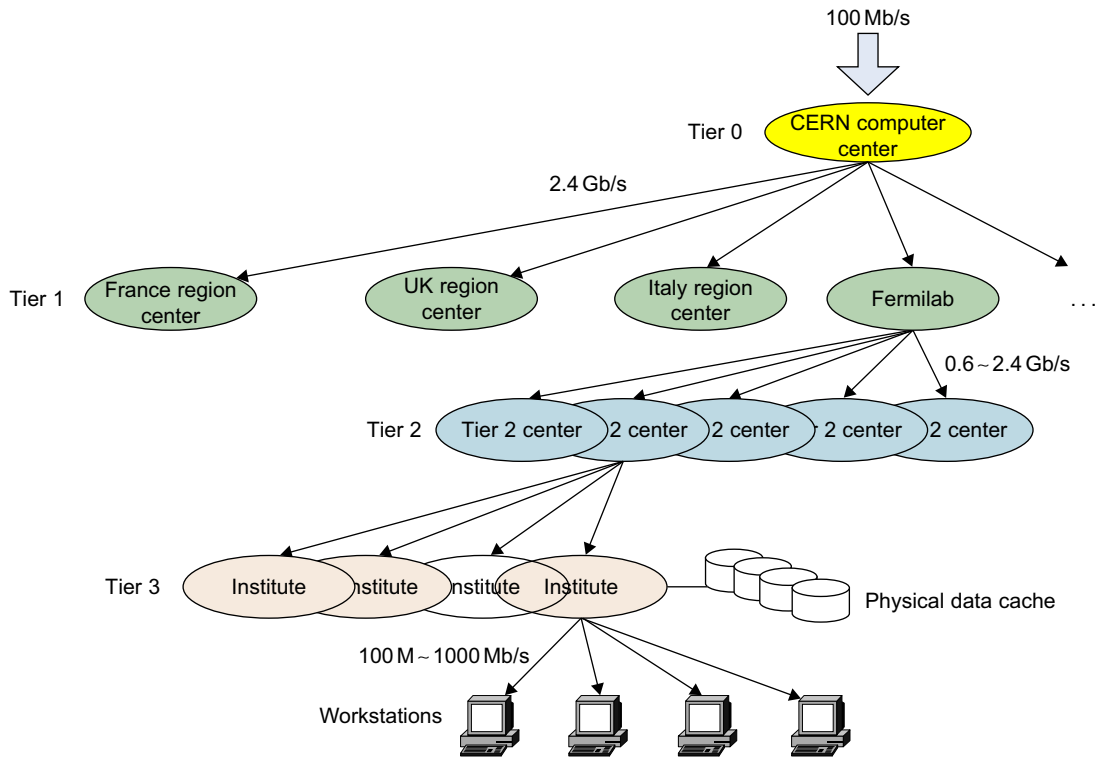 100 Mb/s
Tier 0
CERN computer
center
2.4 Gb/s
Tier 1
France region
center
UK region
center
Italy region
center
Fermilab
. . .
0.6 ~ 2.4 Gb/s
Tier 2
Tier 2 center
2 center
2 center
2 center
2 center
Tier 3
Institute
nstitute
nstitute
Institute
Physical data cache
100 M ~ 1000 Mb/s
Workstations